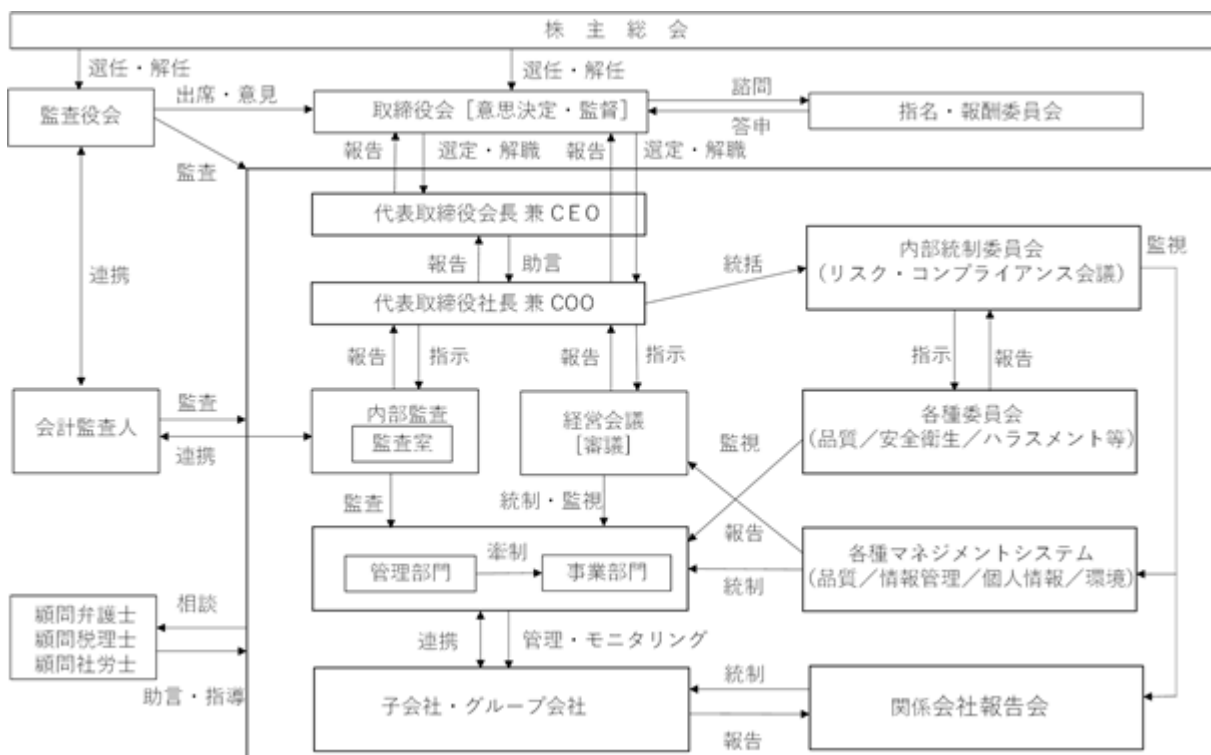 株 主 総 会
選任・解任
選任・解任
監査役会
出席・意見
取締役会［意思決定・監督］
諮問
答申
指名・報酬委員会
監査
報告
選定・解職
報告
選定・解職
代表取締役会長 兼 CEO
連携
報告
助言
統括
内部統制委員会
(リスク・コンプライアンス会議)
監視
代表取締役社長 兼 COO
報告
指示
報告
指示
指示
報告
会計監査人
監査
連携
内部監査
監査室
経営会議
[審議]
監視
各種委員会
(品質／安全衛生／ハラスメント等)
監査
統制・監視
報告
管理部門
牽制
事業部門
統制
各種マネジメントシステム
(品質／情報管理／個人情報／環境)
顧問弁護士
顧問税理士
顧問社労士
相談
助言・指導
連携
管理・モニタリング
子会社・グループ会社
統制
報告
関係会社報告会